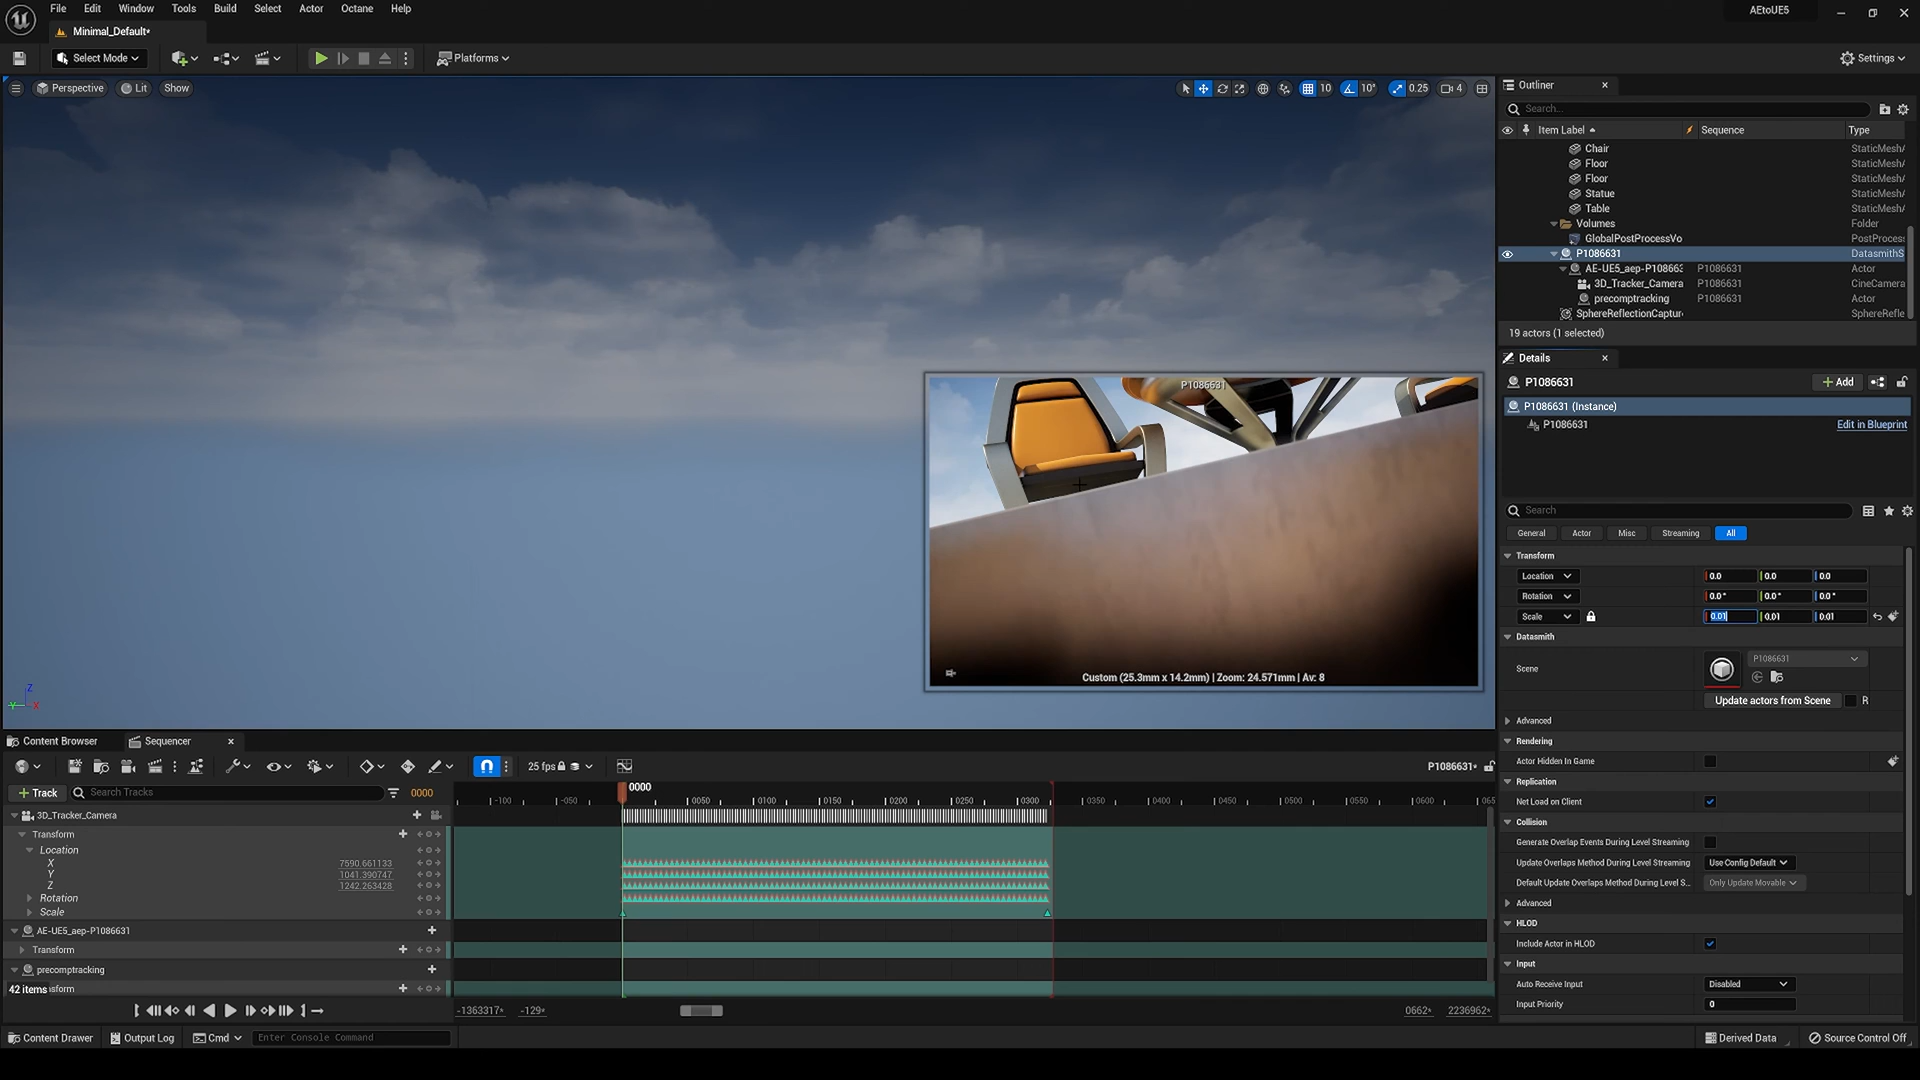 File Edit Window Tools Build Select Actor Octane Help
AEtoUE5
Minimal_Default*
Select Mode
Platforms
Settings
Perspective Lit Show
10 10° 0.25 4
P1086631
Custom (25.3mm x 14.2mm) | Zoom: 24.571mm | Av: 8
Z
Y X
Outliner
Search...
Item Label Sequence Type
Chair StaticMeshA
Floor StaticMeshA
Floor StaticMeshA
Statue StaticMeshA
Table StaticMeshA
Volumes Folder
GlobalPostProcessVo PostProcess
P1086631 DatasmithS
AE-UE5_aep-P10866 P1086631 Actor
3D_Tracker_Camera P1086631 CineCamera
precomptracking P1086631 Actor
SphereReflectionCaptur SphereRefle
19 actors (1 selected)
Details
P1086631 Add
P1086631 (Instance)
P1086631 Edit in Blueprint
Search
General Actor Misc Streaming All
Transform
Location 0.0 0.0 0.0
Rotation 0.0° 0.0° 0.0°
Scale 0.01 0.01 0.01
Datasmith
Scene P1086631
Update actors from Scene R
Advanced
Rendering
Actor Hidden In Game
Replication
Net Load on Client
Collision
Generate Overlap Events During Level Streaming
Update Overlaps Method During Level Streaming Use Config Default
Default Update Overlaps Method During Level S... Only Update Movable
Advanced
HLOD
Include Actor in HLOD
Input
Auto Receive Input Disabled
Input Priority 0
Content Browser Sequencer
25 fps P1086631*
+ Track Search Tracks 0000
0000
-100 -050 0050 0100 0150 0200 0250 0300 0350 0400 0450 0500 0550 0600 065
3D_Tracker_Camera
Transform
Location
X 7590.661133
Y 1041.390747
Z 1242.263428
Rotation
Scale
AE-UE5_aep-P1086631
Transform
precomptracking
42 items sform
-1363317* -129* 0662* 2236962*
Content Drawer Output Log Cmd Enter Console Command Derived Data Source Control Off